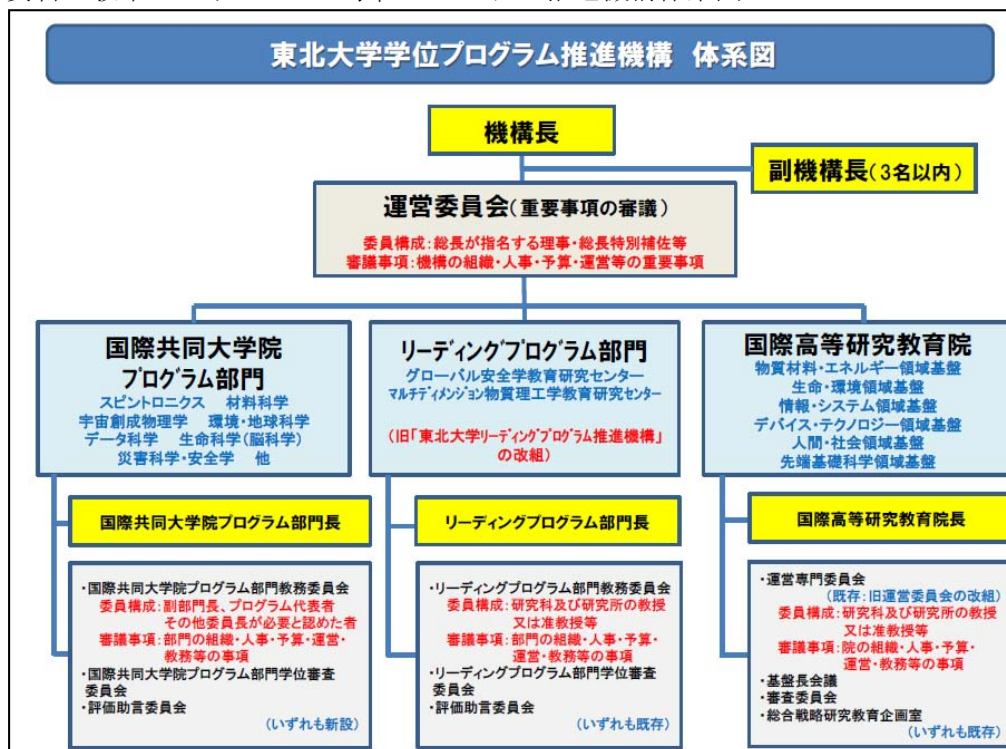 東北大学学位プログラム推進機構 体系図
機構長
副機構長(3名以内)
運営委員会(重要事項の審議)
委員構成:総長が指名する理事・総長特別補佐等
審議事項:機構の組織・人事・予算・運営等の重要事項
国際共同大学院
プログラム部門
スピントロニクス 材料科学
宇宙創成物理学 環境・地球科学
データ科学 生命科学(脳科学)
災害科学・安全学 他
リーディングプログラム部門
グローバル安全学教育研究センター
マルチディメンジョン物質理工学教育研究センター
(旧「東北大学リーディングプログラム推進機構」
の改組)
国際高等研究教育院
物質材料・エネルギー領域基盤
生命・環境領域基盤
情報・システム領域基盤
デバイス・テクノロジー領域基盤
人間・社会領域基盤
先端基礎科学領域基盤
国際共同大学院プログラム部門長
リーディングプログラム部門長
国際高等研究教育院長
・国際共同大学院プログラム部門教務委員会
委員構成:副部門長、プログラム代表者
その他委員長が必要と認めた者
審議事項:部門の組織・人事・予算・運営・
教務等の事項
・国際共同大学院プログラム部門学位審査
委員会
・評価助言委員会
(いずれも新設)
・リーディングプログラム部門教務委員会
委員構成:研究科及び研究所の教授
又は准教授等
審議事項:部門の組織・人事・予算・
運営・教務等の事項
・リーディングプログラム部門学位審査
委員会
・評価助言委員会
(いずれも既存)
・運営専門委員会
(既存:旧運営委員会の改組)
委員構成:研究科及び研究所の教授
又は准教授等
審議事項:院の組織・人事・予算・
運営・教務等の事項
・基盤長会議
・審査委員会
・総合戦略研究教育企画室
(いずれも既存)